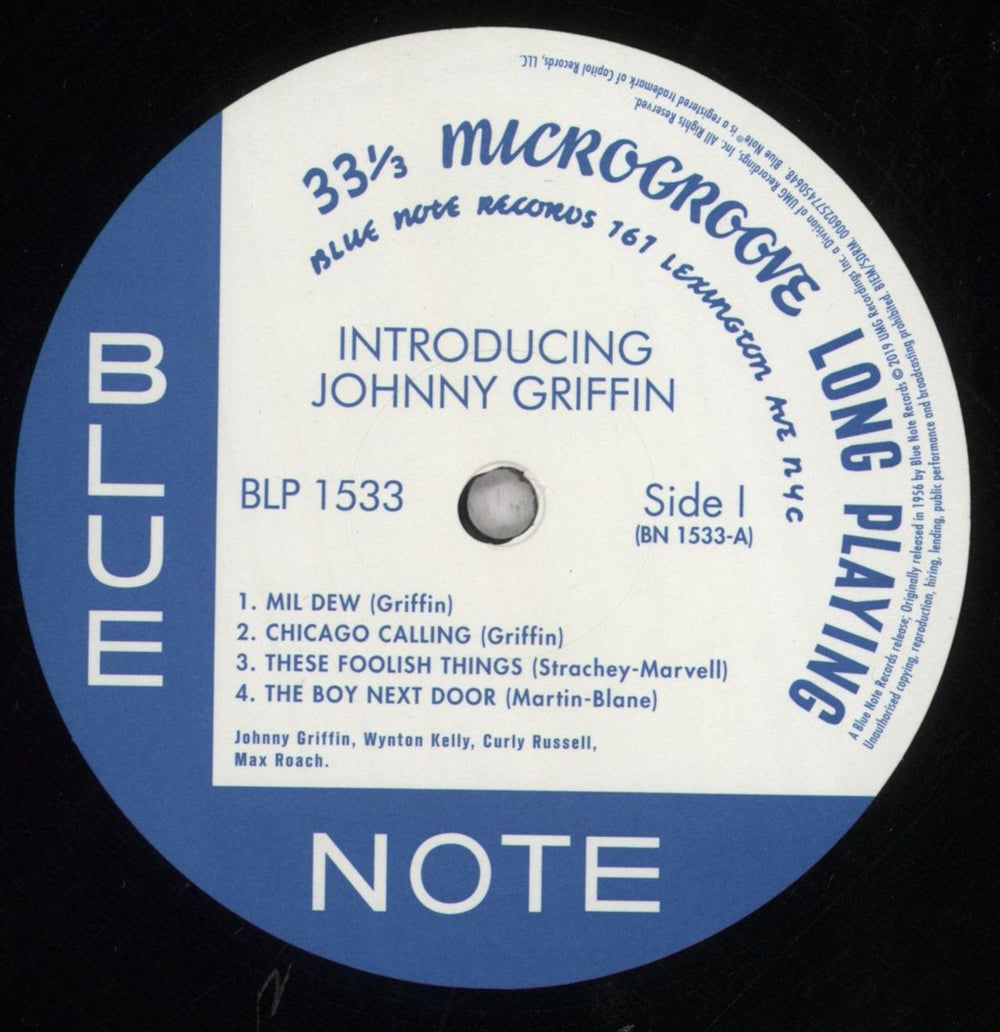 33⅓ MICROGROOVE LONG PLAYING
BLUE NOTE RECORDS 767 LEXINGTON AVE NYC
INTRODUCING
JOHNNY GRIFFIN
BLP 1533
Side 1
(BN 1533-A)
1. MIL DEW (Griffin)
2. CHICAGO CALLING (Griffin)
3. THESE FOOLISH THINGS (Strachey-Marvell)
4. THE BOY NEXT DOOR (Martin-Blane)
Johnny Griffin, Wynton Kelly, Curly Russell,
Max Roach.
BLUE
NOTE
A Blue Note Records release; Originally released in 1956 by Blue Note Records © 2019 UMG Recordings Inc. a Division of UMG Recordings, Inc. All Rights Reserved.
Unauthorised copying, reproduction, hiring, lending, public performance and broadcasting prohibited. BIEM/SDRM. 00602577450648. Blue Note® is a registered trademark of Capitol Records, LLC.